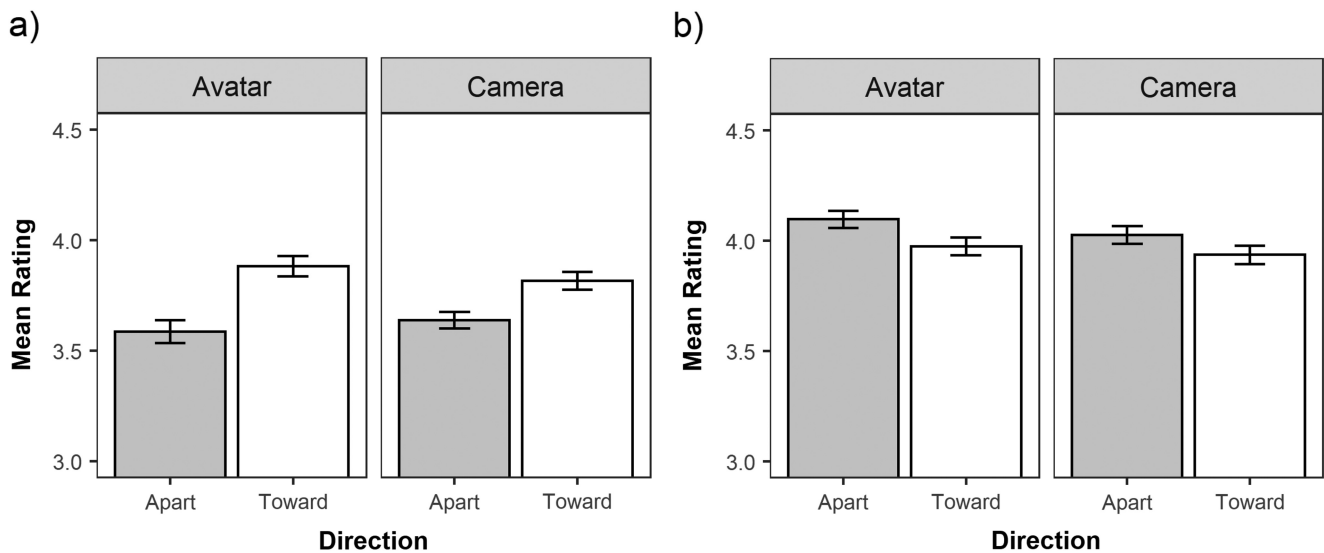 a)
Avatar
Camera
Mean Rating
4.5
4.0
3.5
3.0
Apart
Toward
Apart
Toward
Direction
b)
Avatar
Camera
Mean Rating
4.5
4.0
3.5
3.0
Apart
Toward
Apart
Toward
Direction